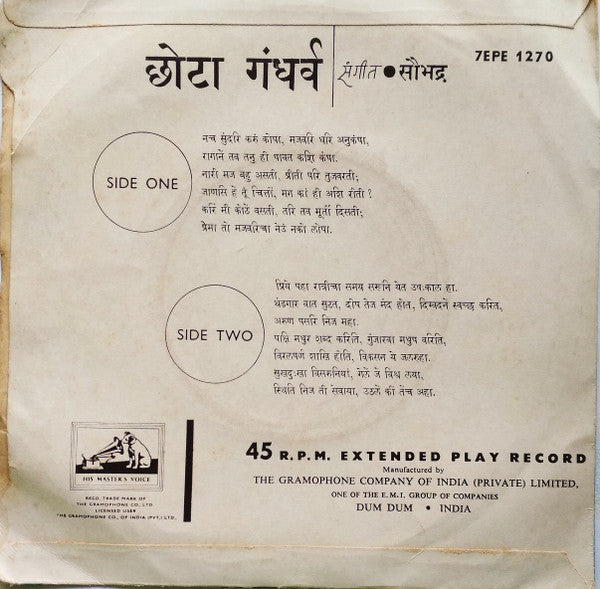 छोटा गंधर्व
संगीत • सौभद्र
7EPE 1270
SIDE ONE
नच सुंदरि करुं कोपा, मजवरि धरि अनुकंपा,
रागानें तव तनु ही पावत कशि कंपा.
नारी मज बहु असती, प्रीती परि तुजवरती;
जाणसि हें तूं चित्तीं, मग कां ही अशि रीती ?
करिं मी कोठें वसती, तरि तव मूर्ती दिसती;
प्रेमा तो मजवरिचा नेउं नको लोपा.
SIDE TWO
प्रिये पहा रात्रीचा समय सरूनि येत उषःकाल हा.
थंडगार वात सुटत, दीप तेज मंद होत, दिग्वदनें स्वच्छ करित,
अरुण पसरि निज महा.
पक्षि मधुर शब्द करिति, गुंजारवा मधुप वरिति,
विरलपर्ण शाखि होति, विकसन ये जलरुहा.
सुखदुःखा विसरुनियां, गेलें जें विश्व लया,
स्थिति निज ती सेवाया, उठलें कीं तेंच अहा.
HIS MASTER'S VOICE
REGD. TRADE MARK OF
THE GRAMOPHONE CO., LTD.
LICENSED USER
THE GRAMOPHONE CO., OF INDIA (PVT.) LTD.
45 R.P.M. EXTENDED PLAY RECORD
Manufactured by
THE GRAMOPHONE COMPANY OF INDIA (PRIVATE) LIMITED,
ONE OF THE E.M.I. GROUP OF COMPANIES
DUM DUM • INDIA